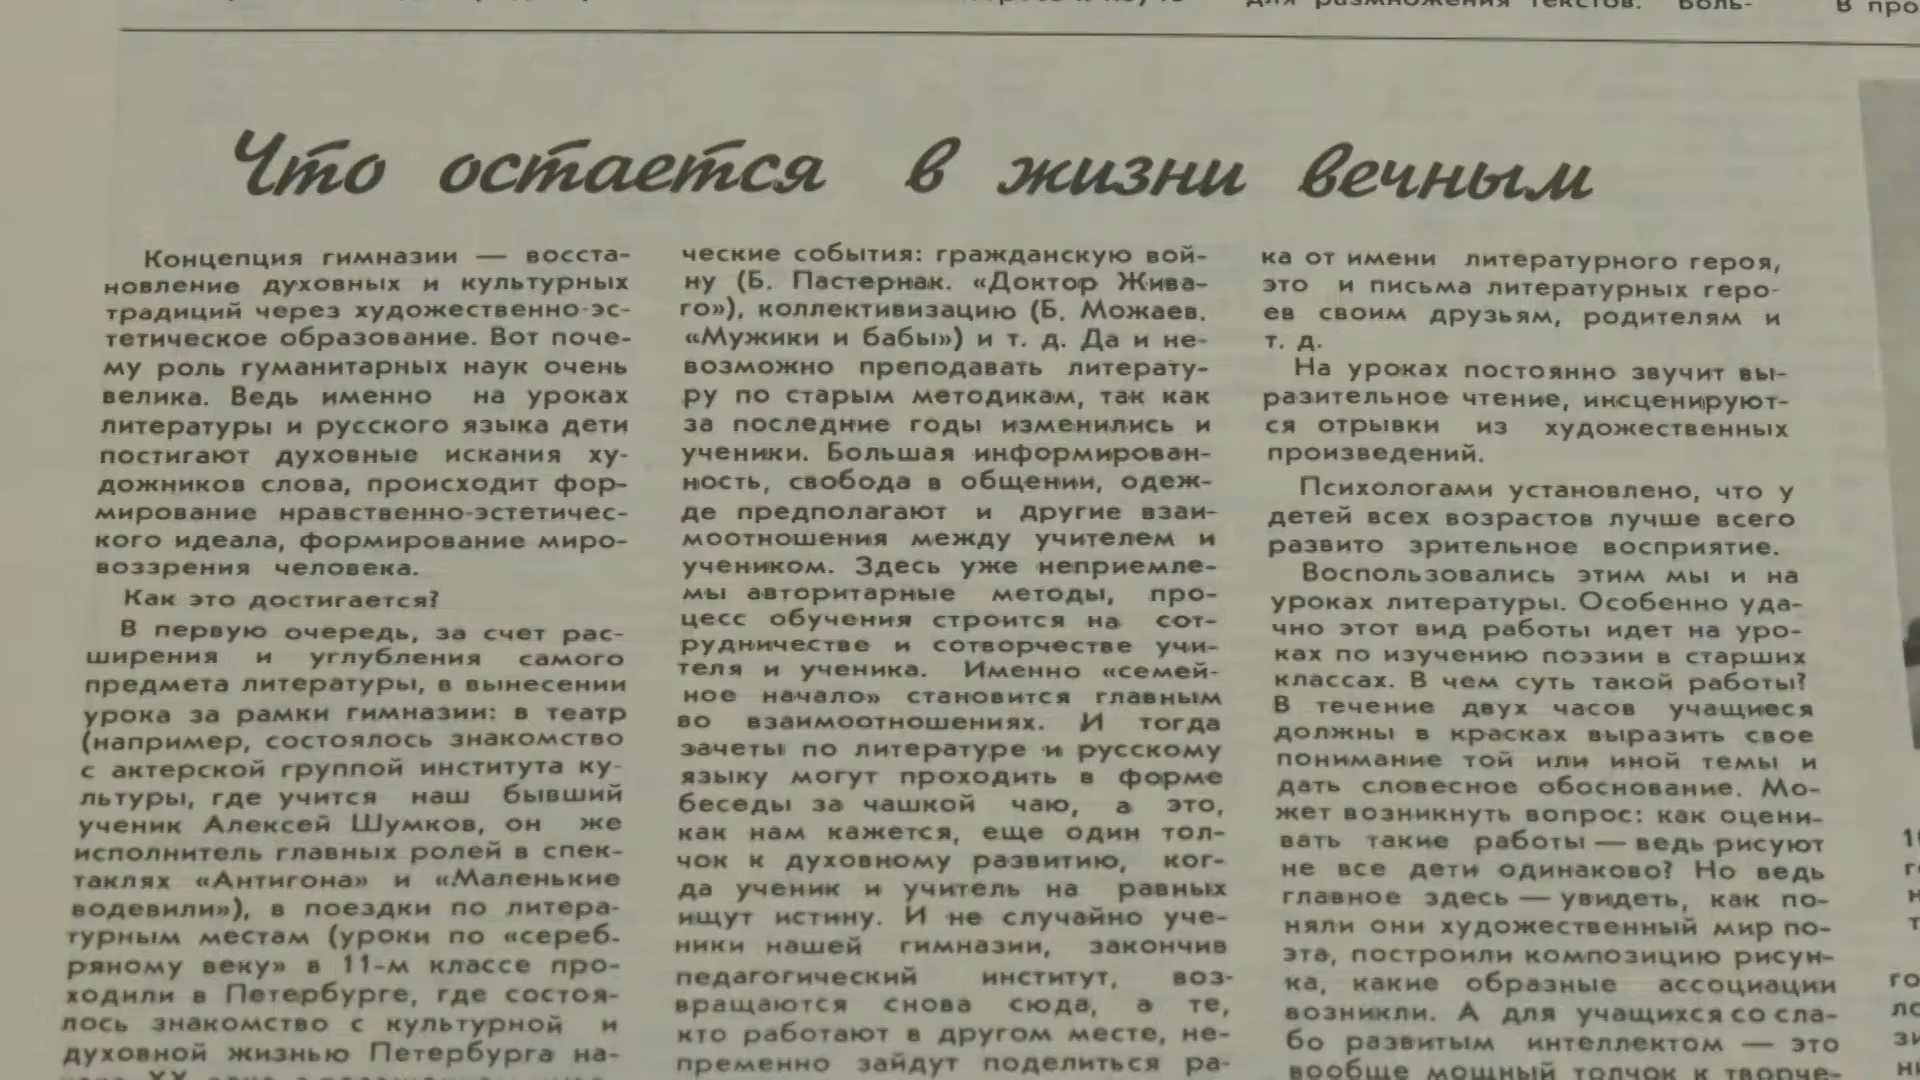 для размножения текстов. Боль-
В про
Что остается в жизни вечным
Концепция гимназии — восста-
новление духовных и культурных
традиций через художественно-эс-
тетическое образование. Вот поче-
му роль гуманитарных наук очень
велика. Ведь именно на уроках
литературы и русского языка дети
постигают духовные искания ху-
дожников слова, происходит фор-
мирование нравственно-эстетичес-
кого идеала, формирование миро-
воззрения человека.
Как это достигается?
В первую очередь, за счет рас-
ширения и углубления самого
предмета литературы, в вынесении
урока за рамки гимназии: в театр
(например, состоялось знакомство
с актерской группой института ку-
льтуры, где учится наш бывший
ученик Алексей Шумков, он же
исполнитель главных ролей в спек-
таклях «Антигона» и «Маленькие
водевили»), в поездки по литера-
турным местам (уроки по «сереб-
ряному веку» в 11-м классе про-
ходили в Петербурге, где состоя-
лось знакомство с культурной и
духовной жизнью Петербурга на-
ческие события: гражданскую вой-
ну (Б. Пастернак. «Доктор Жива-
го»), коллективизацию (Б. Можаев.
«Мужики и бабы») и т. д. Да и не-
возможно преподавать литерату-
ру по старым методикам, так как
за последние годы изменились и
ученики. Большая информирован-
ность, свобода в общении, одеж-
де предполагают и другие взаи-
моотношения между учителем и
учеником. Здесь уже неприемле-
мы авторитарные методы, про-
цесс обучения строится на сот-
рудничестве и сотворчестве учи-
теля и ученика. Именно «семей-
ное начало» становится главным
во взаимоотношениях. И тогда
зачеты по литературе и русскому
языку могут проходить в форме
беседы за чашкой чаю, а это,
как нам кажется, еще один тол-
чок к духовному развитию, ког-
да ученик и учитель на равных
ищут истину. И не случайно уче-
ники нашей гимназии, закончив
педагогический институт, воз-
вращаются снова сюда, а те,
кто работают в другом месте, не-
пременно зайдут поделиться ра-
ка от имени литературного героя,
это и письма литературных геро-
ев своим друзьям, родителям и
т. д.
На уроках постоянно звучит вы-
разительное чтение, инсценируют-
ся отрывки из художественных
произведений.
Психологами установлено, что у
детей всех возрастов лучше всего
развито зрительное восприятие.
Воспользовались этим мы и на
уроках литературы. Особенно уда-
чно этот вид работы идет на уро-
ках по изучению поэзии в старших
классах. В чем суть такой работы?
В течение двух часов учащиеся
должны в красках выразить свое
понимание той или иной темы и
дать словесное обоснование. Мо-
жет возникнуть вопрос: как оцени-
вать такие работы — ведь рисуют
не все дети одинаково? Но ведь
главное здесь — увидеть, как по-
няли они художественный мир по-
эта, построили композицию рисун-
ка, какие образные ассоциации
возникли. А для учащихся со сла-
бо развитым интеллектом — это
вообще мощный толчок к творче-